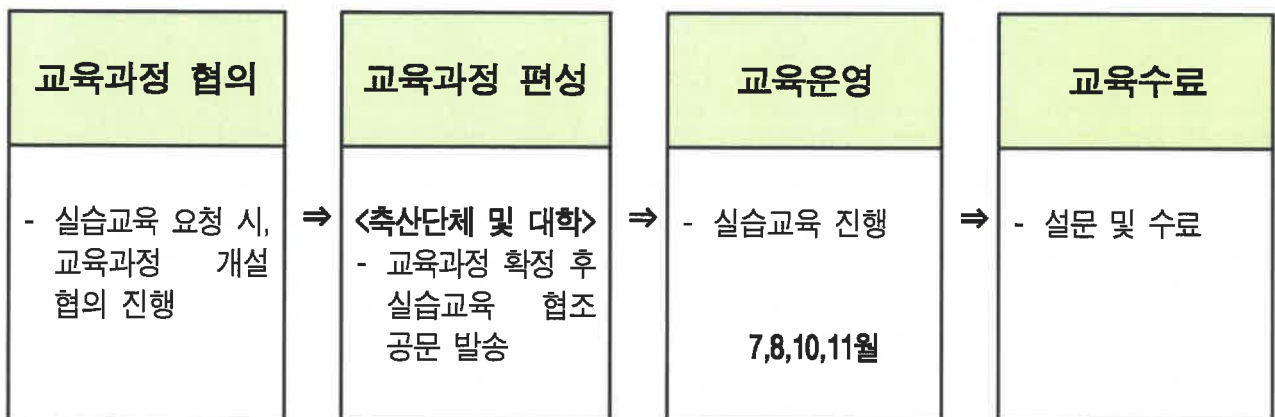 교육과정 협의
- 실습교육 요청 시,
교육과정 개설
협의 진행
⇒
교육과정 편성
<축산단체 및 대학>
- 교육과정 확정 후
실습교육 협조
공문 발송
⇒
교육운영
- 실습교육 진행
7,8,10,11월
⇒
교육수료
- 설문 및 수료